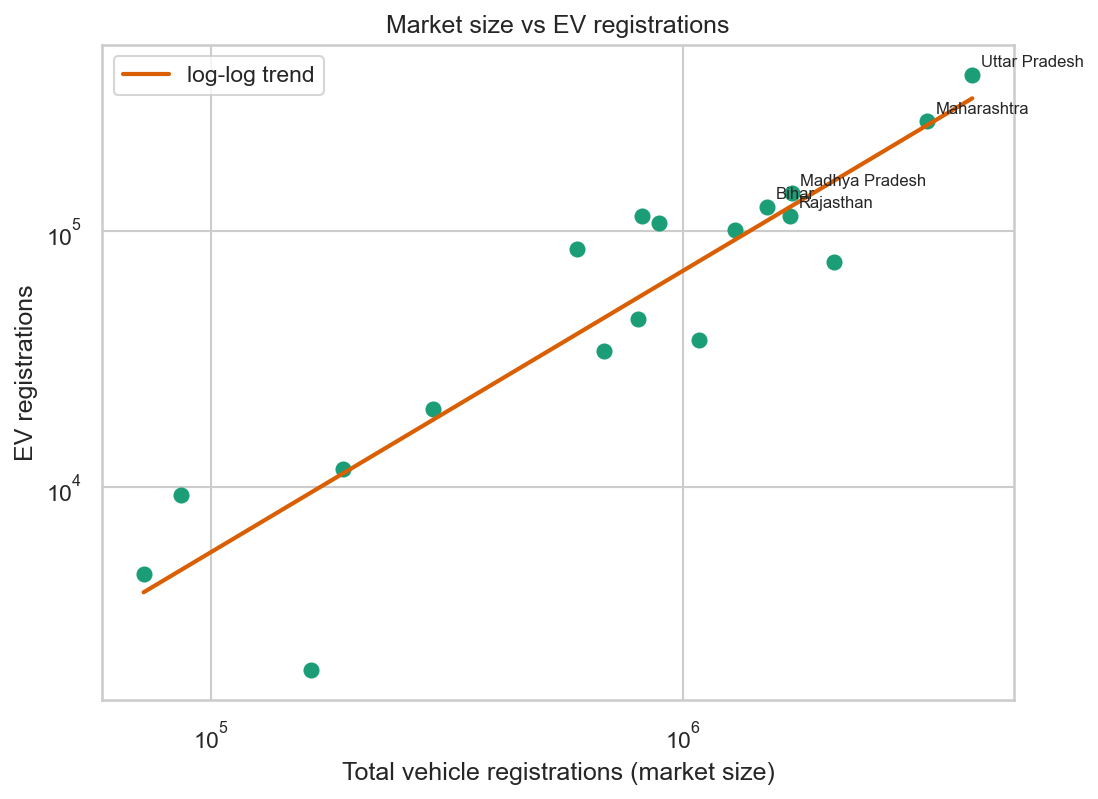 Market size vs EV registrations
log-log trend
Uttar Pradesh
Maharashtra
Madhya Pradesh
Bihar
Rajasthan
EV registrations
10^5
10^4
10^5
10^6
Total vehicle registrations (market size)